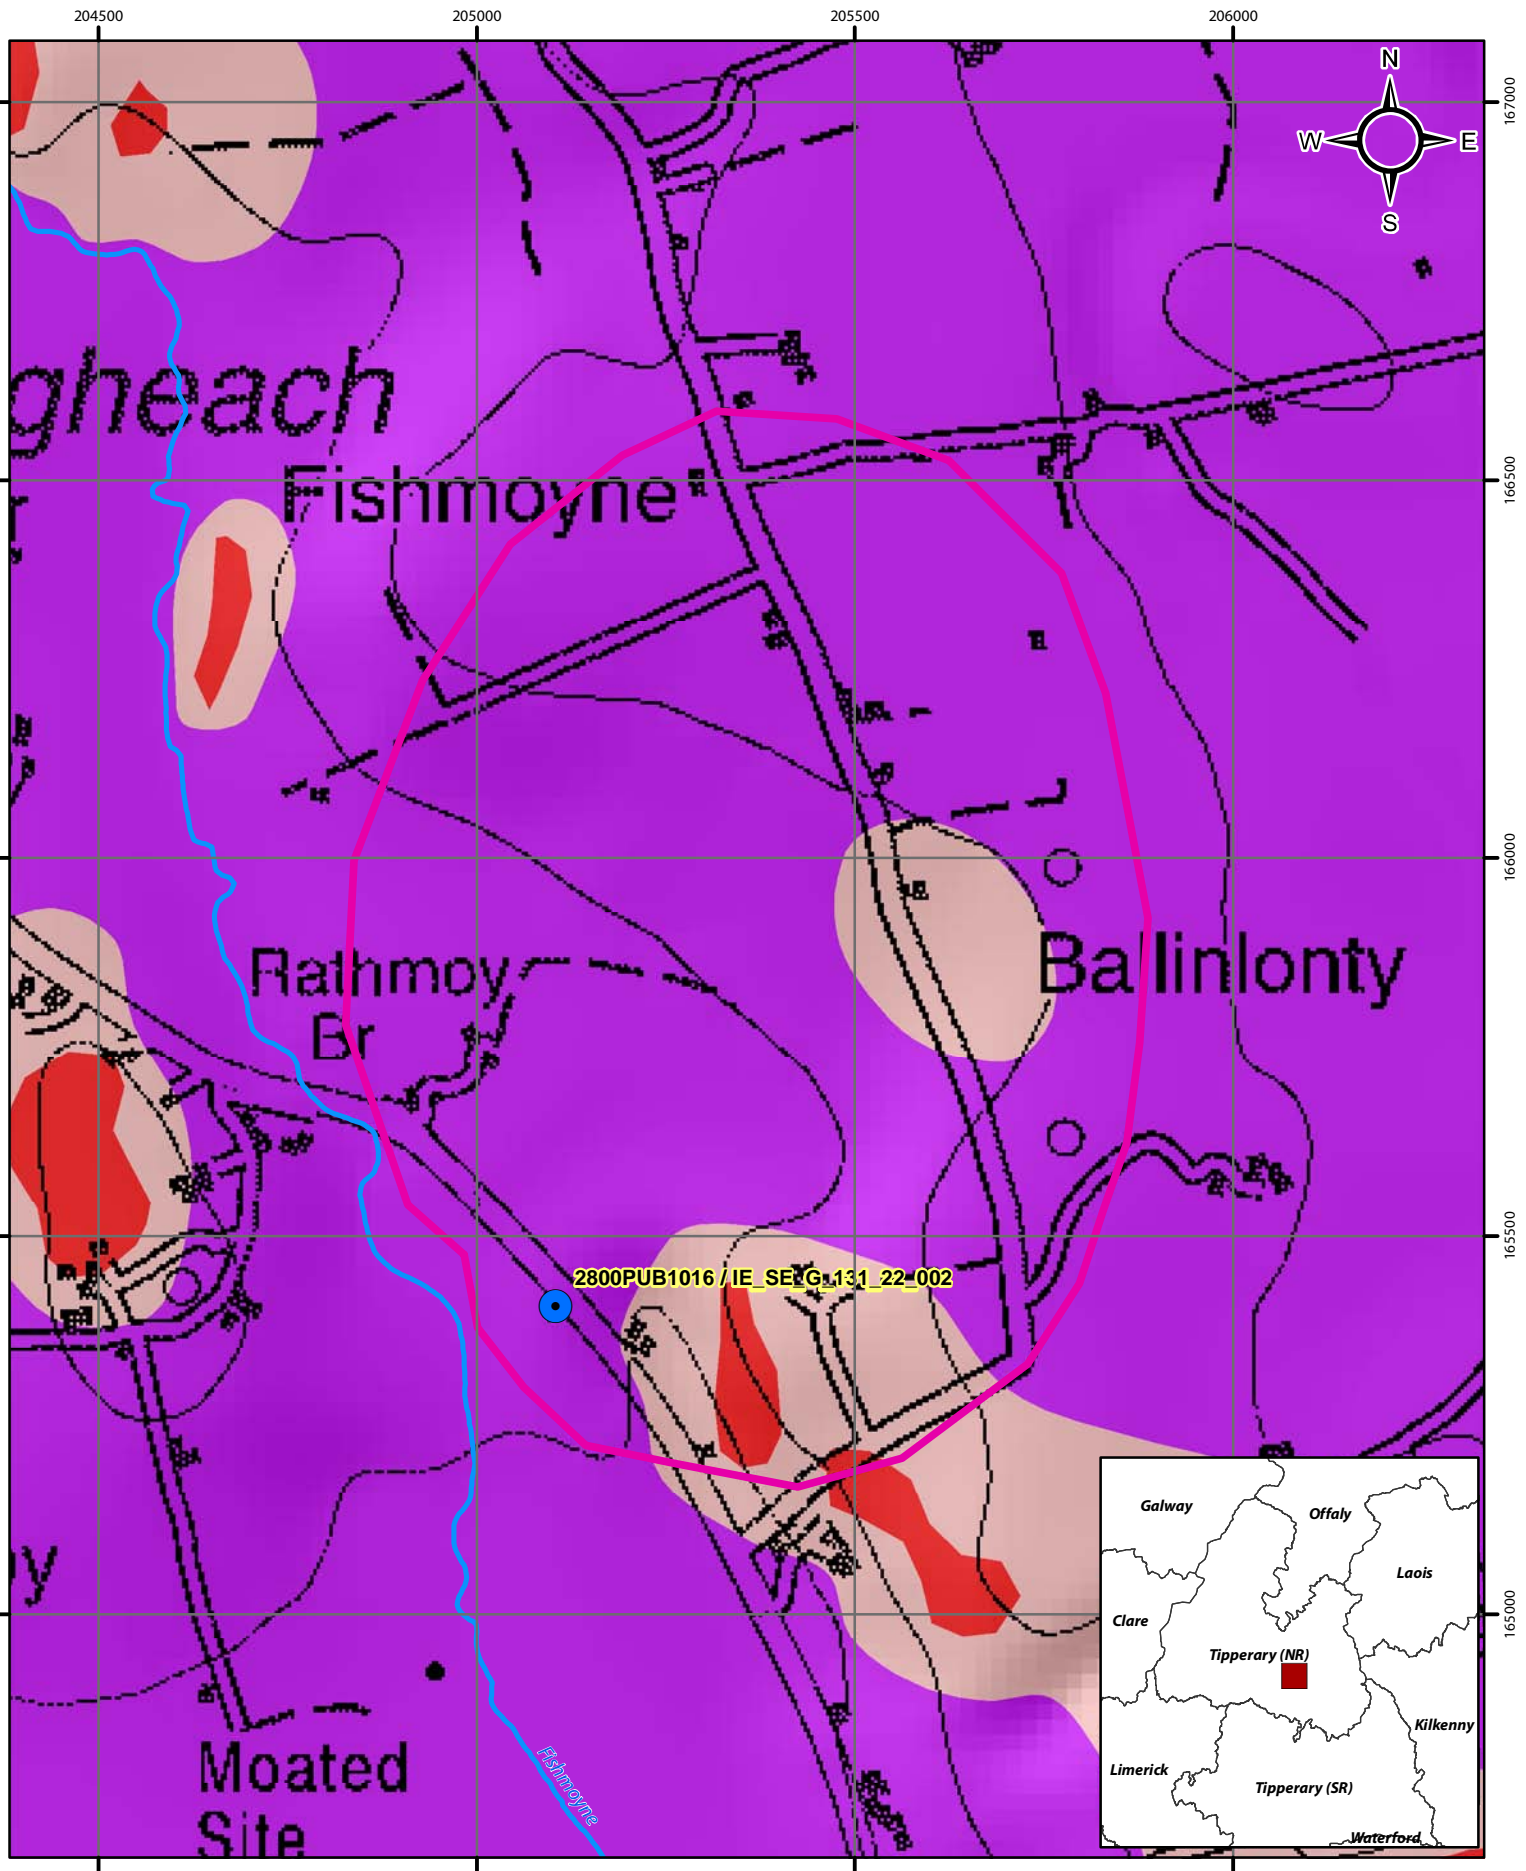 204500 205000 205500 206000
N
W E
S
167000
gheach
Fishmoyne
166500
166000
Rathmoy
Br
Ballinlonty
165500
2800PUB1016 / IE_SE_G_131_22_002
y
165000
Moated
Site
Fishmoyne
Galway
Offaly
Laois
Clare
Tipperary (NR)
Kilkenny
Limerick
Tipperary (SR)
Waterford